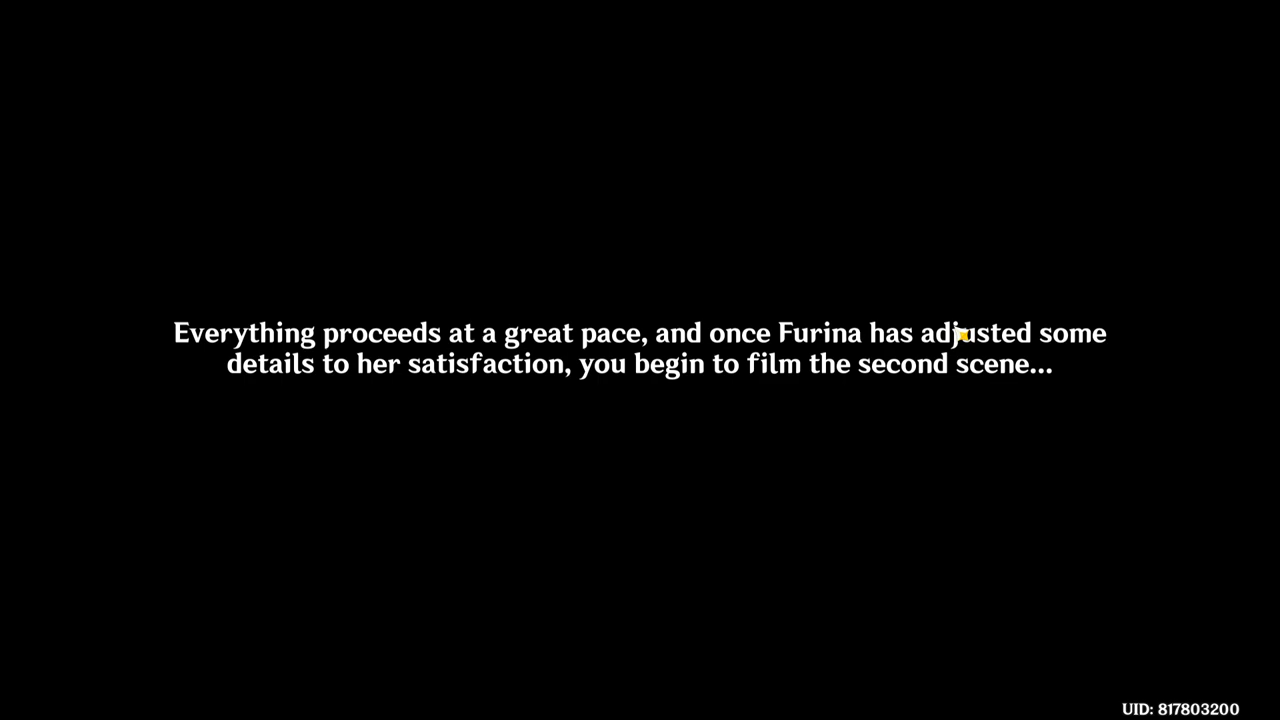 Everything proceeds at a great pace, and once Furina has adjusted some
details to her satisfaction, you begin to film the second scene...
UID: 817803200